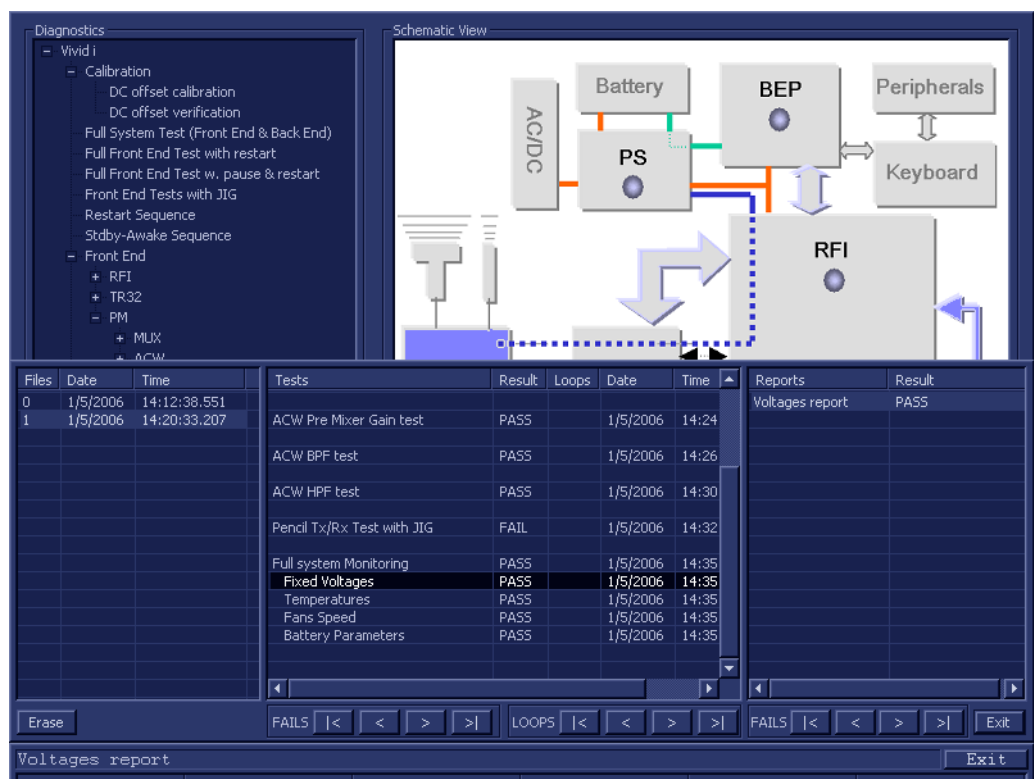 Diagnostics
Vivid i
Calibration
DC offset calibration
DC offset verification
Full System Test (Front End & Back End)
Full Front End Test with restart
Full Front End Test w. pause & restart
Front End Tests with JIG
Restart Sequence
Stdby-Awake Sequence
Front End
RFI
TR32
PM
MUX
ACW
Schematic View
Battery
BEP
Peripherals
AC/DC
PS
Keyboard
RFI
Files Date Time
0 1/5/2006 14:12:38.551
1 1/5/2006 14:20:33.207
Tests Result Loops Date Time
ACW Pre Mixer Gain test PASS 1/5/2006 14:24
ACW BPF test PASS 1/5/2006 14:26
ACW HPF test PASS 1/5/2006 14:30
Pencil Tx/Rx Test with JIG FAIL 1/5/2006 14:32
Full system Monitoring PASS 1/5/2006 14:35
Fixed Voltages PASS 1/5/2006 14:35
Temperatures PASS 1/5/2006 14:35
Fans Speed PASS 1/5/2006 14:35
Battery Parameters PASS 1/5/2006 14:35
Reports Result
Voltages report PASS
Erase
FAILS |< < > >|
LOOPS |< < > >|
FAILS |< < > >| Exit
Voltages report Exit